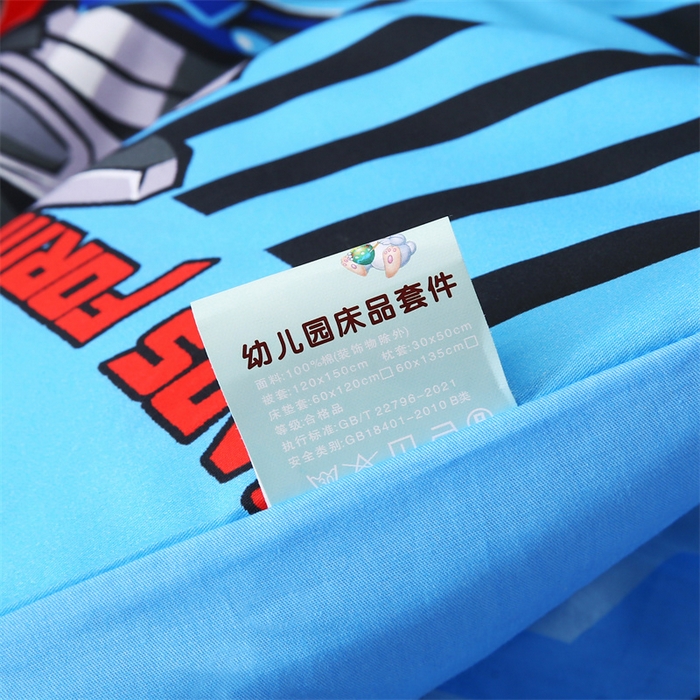 幼儿园床品套件
面料:100%棉(装饰物除外)
被套:120x150cm 枕套:30x50cm
床垫套:60x120cm□ 60x135cm□
等级:合格品
执行标准:GB/T 22796-2021
安全类别:GB18401-2010 B类